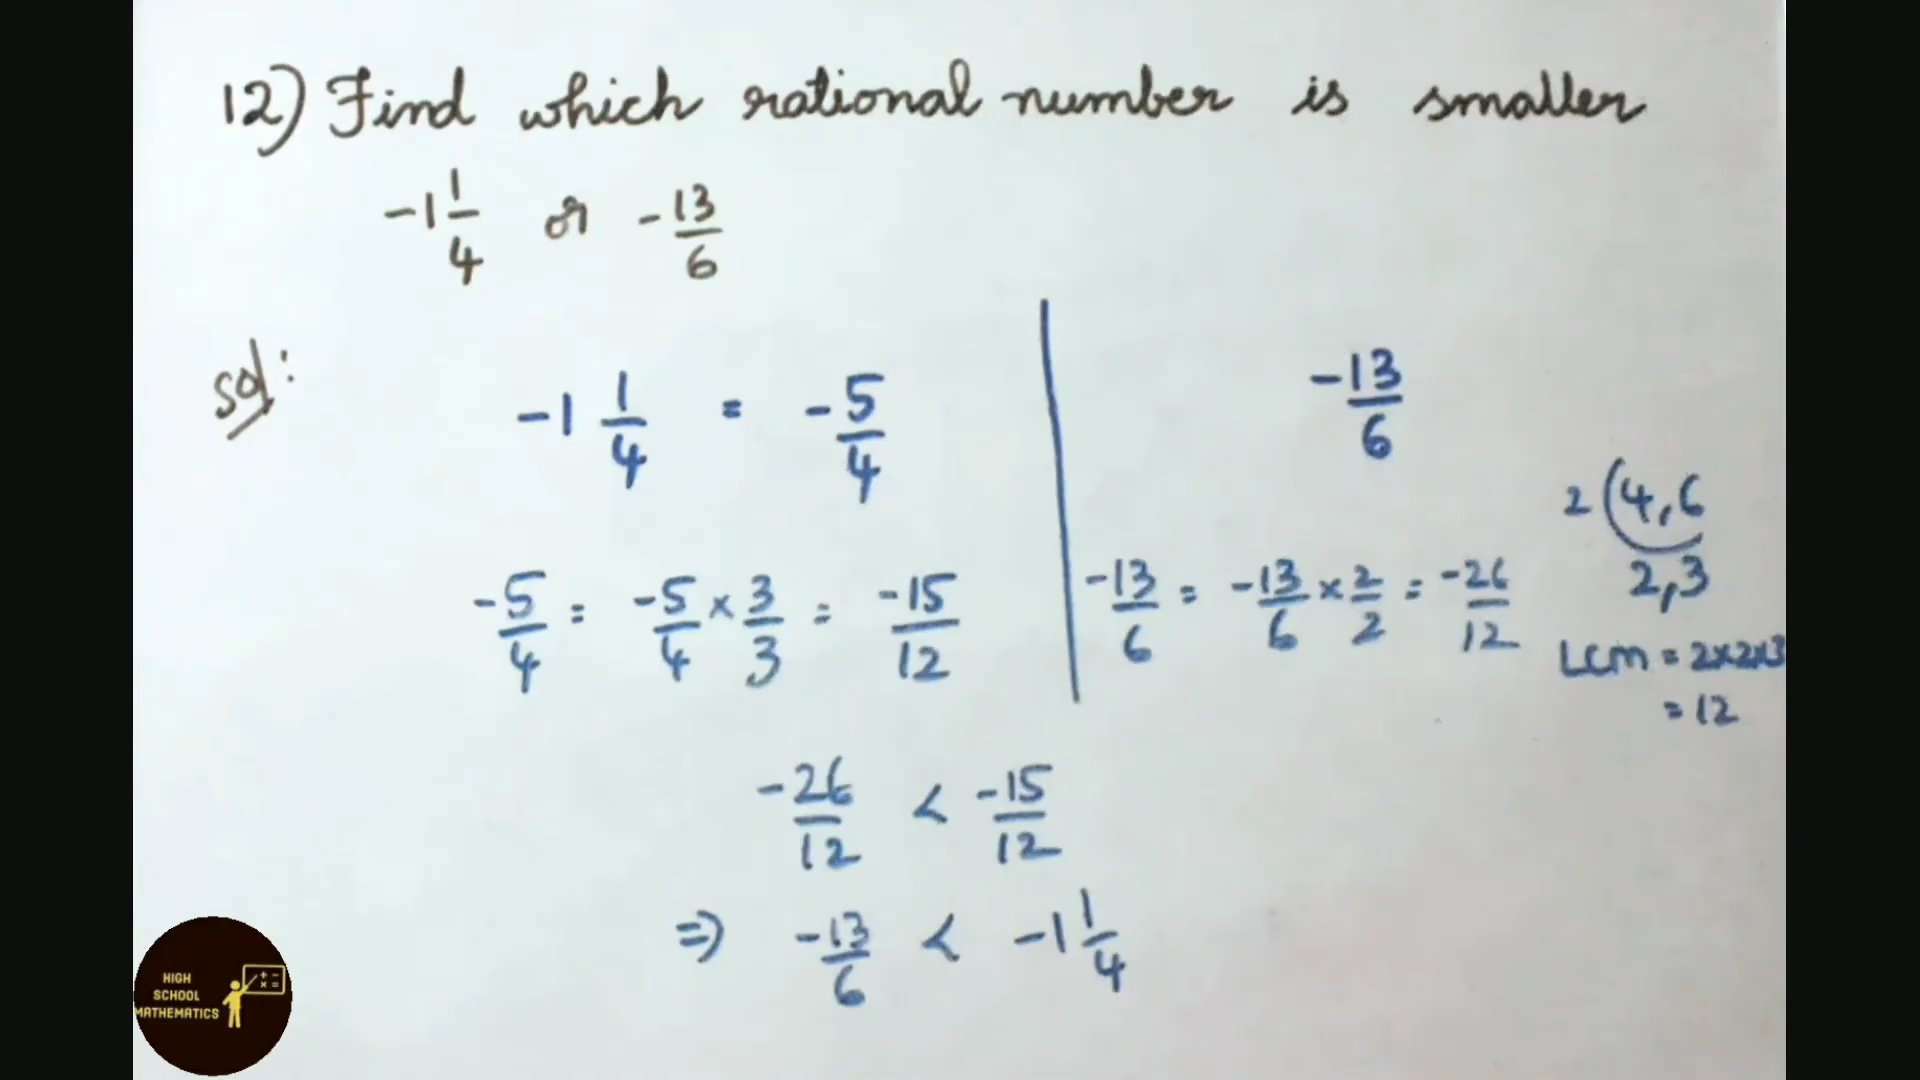 12) Find which rational number is smaller
-1 1/4 or -13/6
Sol:
-1 1/4 = -5/4
-5/4 = -5/4 × 3/3 = -15/12
-13/6
-13/6 = -13/6 × 2/2 = -26/12
2 (4,6
2,3
LCM = 2×2×3
= 12
-26/12 < -15/12
⇒ -13/6 < -1 1/4
HIGH
SCHOOL
MATHEMATICS
+ -
× =